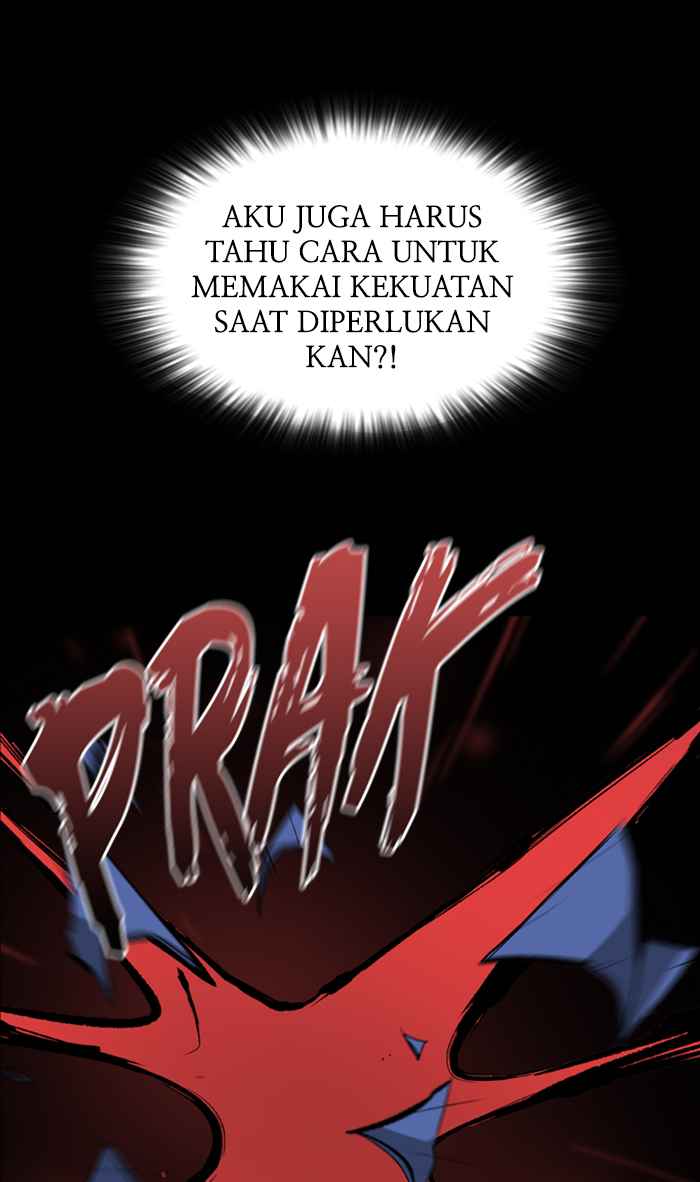 AKU JUGA HARUS
TAHU CARA UNTUK
MEMAKAI KEKUATAN
SAAT DIPERLUKAN
KAN?!
PRAK